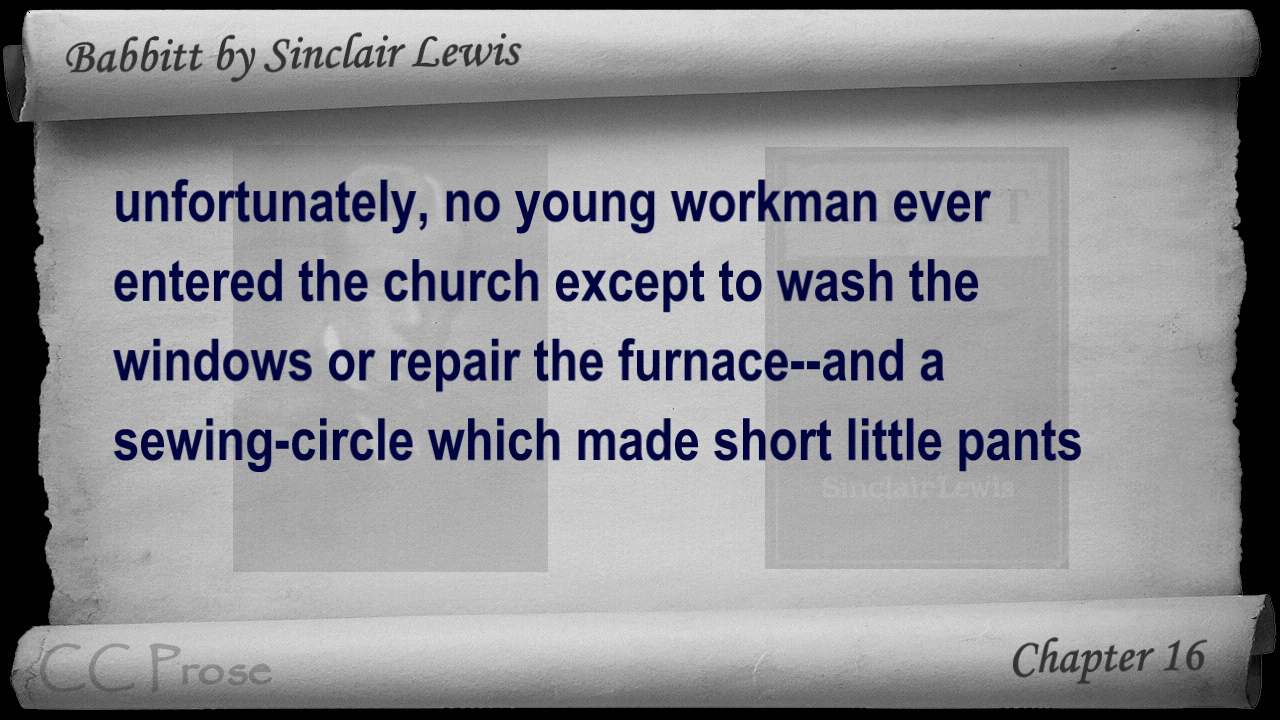 Babbitt by Sinclair Lewis
unfortunately, no young workman ever
entered the church except to wash the
windows or repair the furnace--and a
sewing-circle which made short little pants
Sinclair Lewis
CC Prose
Chapter 16